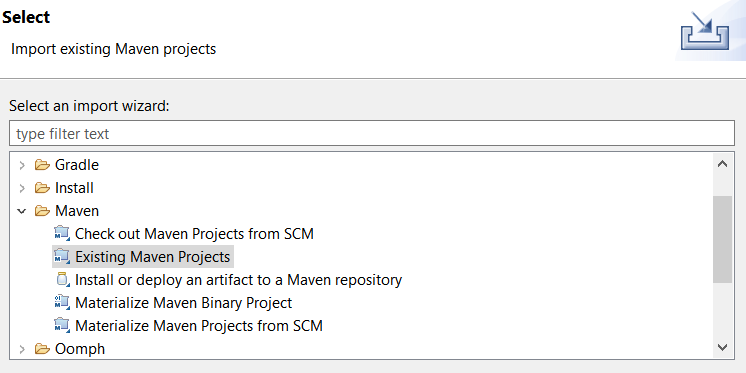 Select
Import existing Maven projects
Select an import wizard:
type filter text
Gradle
Install
Maven
Check out Maven Projects from SCM
Existing Maven Projects
Install or deploy an artifact to a Maven repository
Materialize Maven Binary Project
Materialize Maven Projects from SCM
Oomph